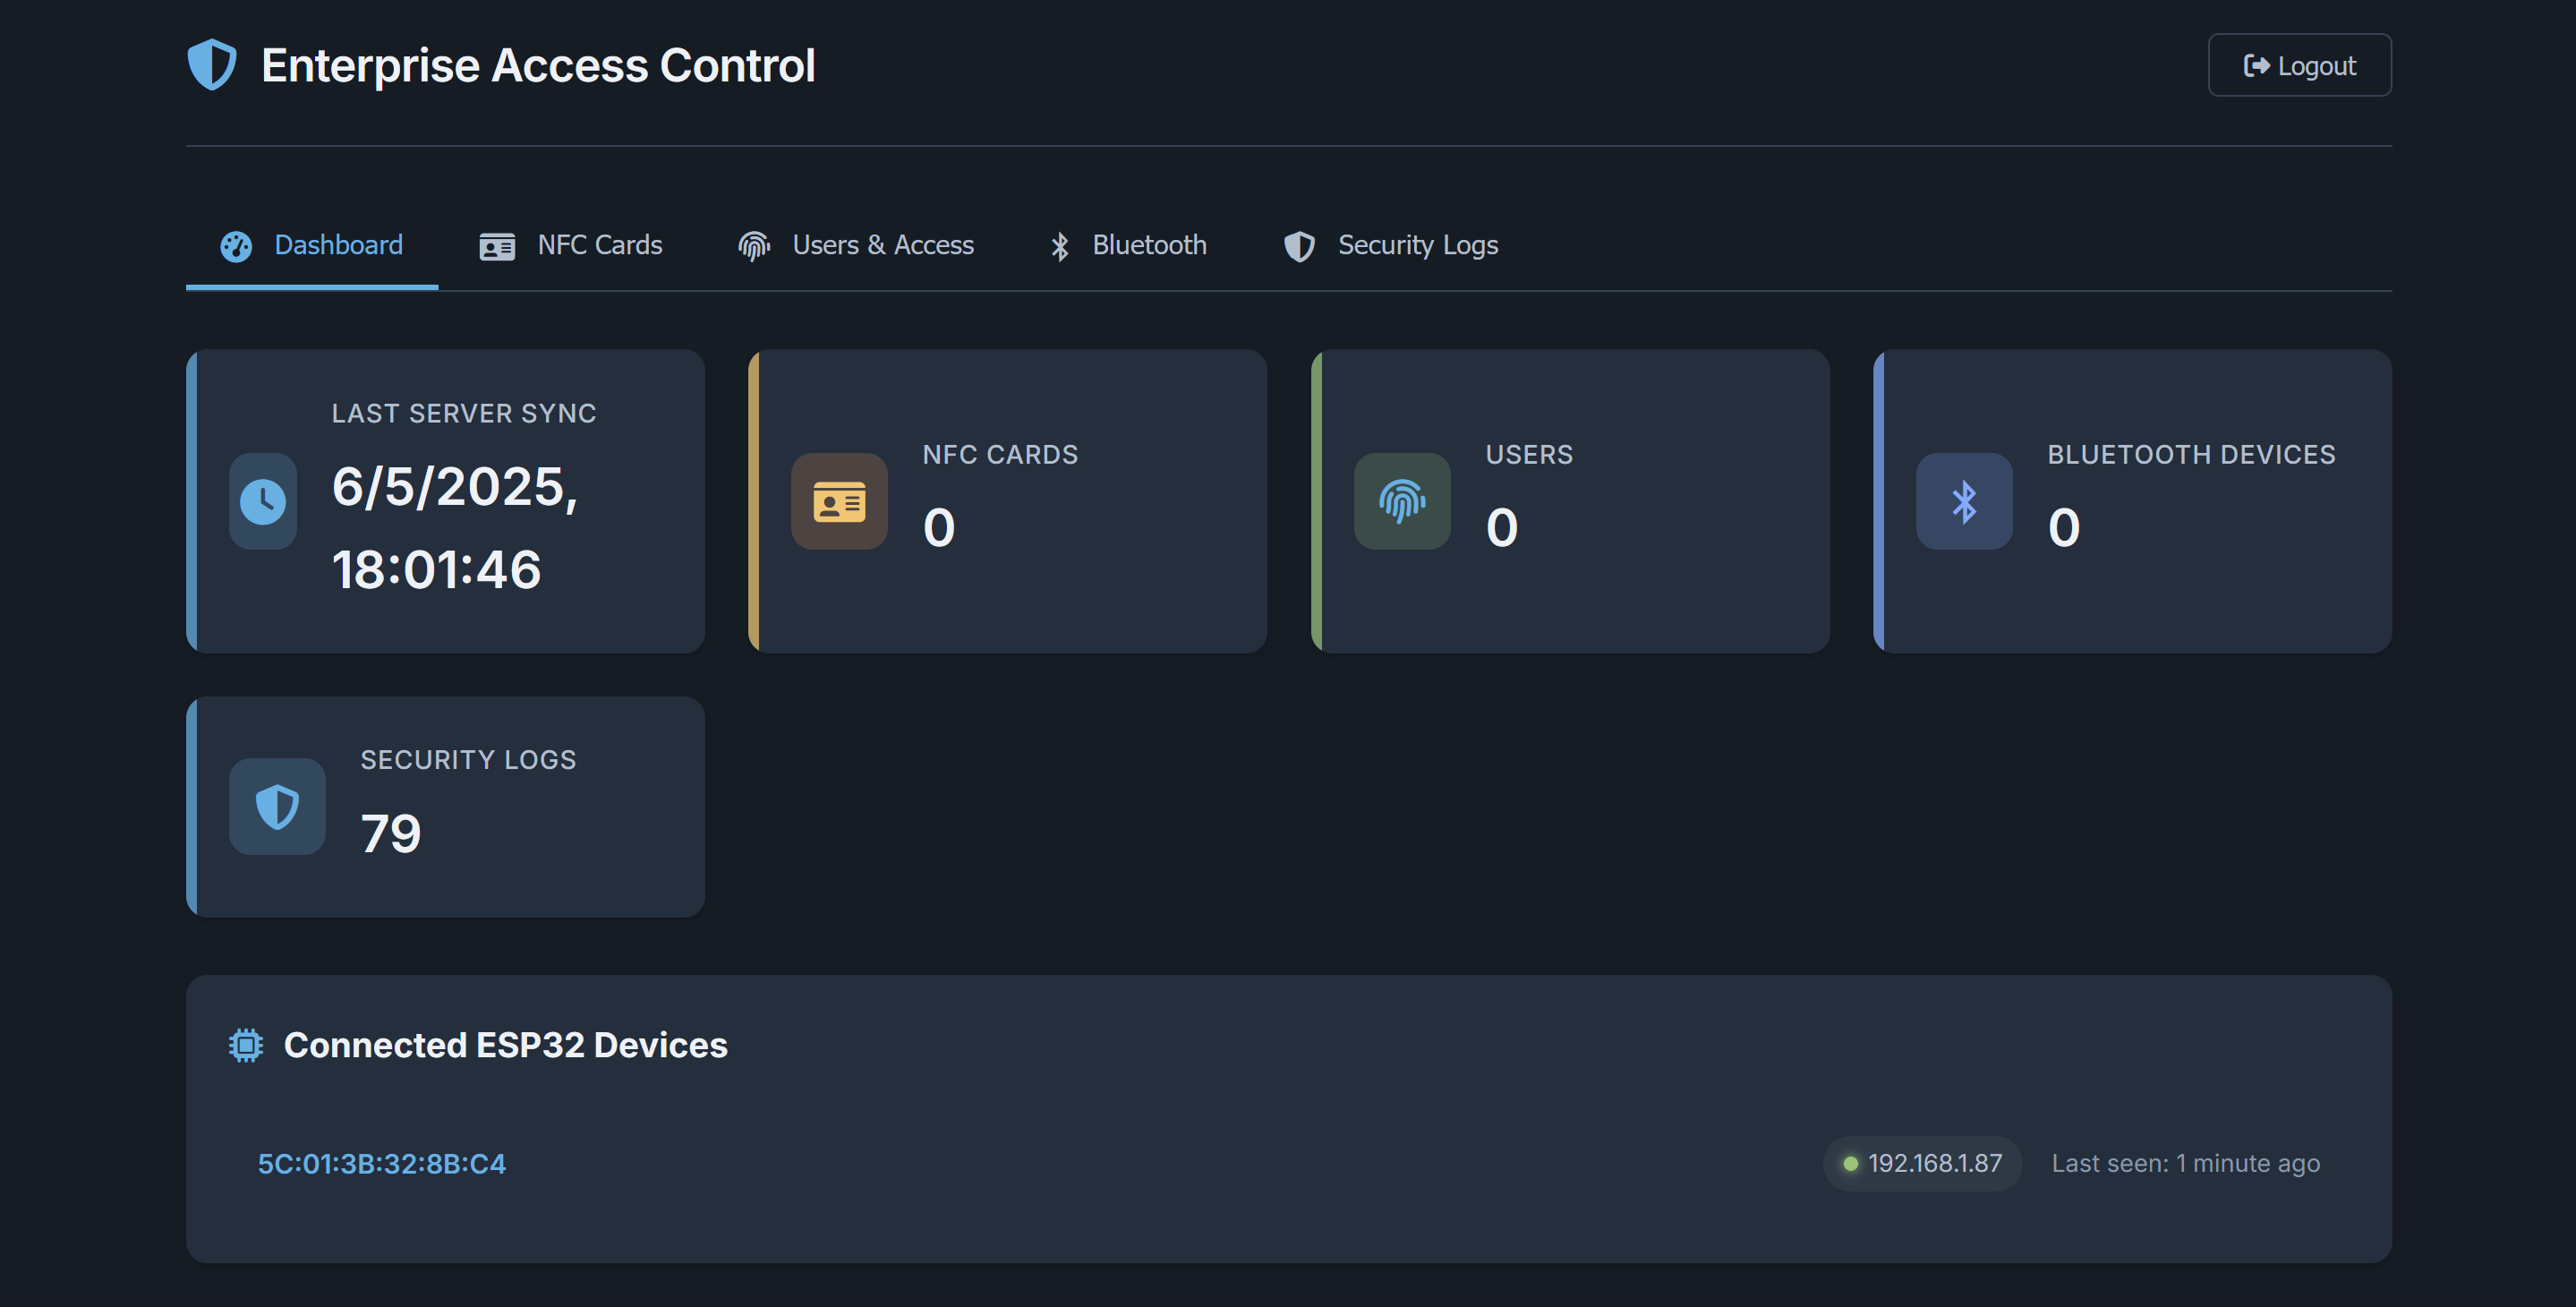 Enterprise Access Control
Logout
Dashboard
NFC Cards
Users & Access
Bluetooth
Security Logs
LAST SERVER SYNC
6/5/2025,
18:01:46
NFC CARDS
0
USERS
0
BLUETOOTH DEVICES
0
SECURITY LOGS
79
Connected ESP32 Devices
5C:01:3B:32:8B:C4
192.168.1.87
Last seen: 1 minute ago